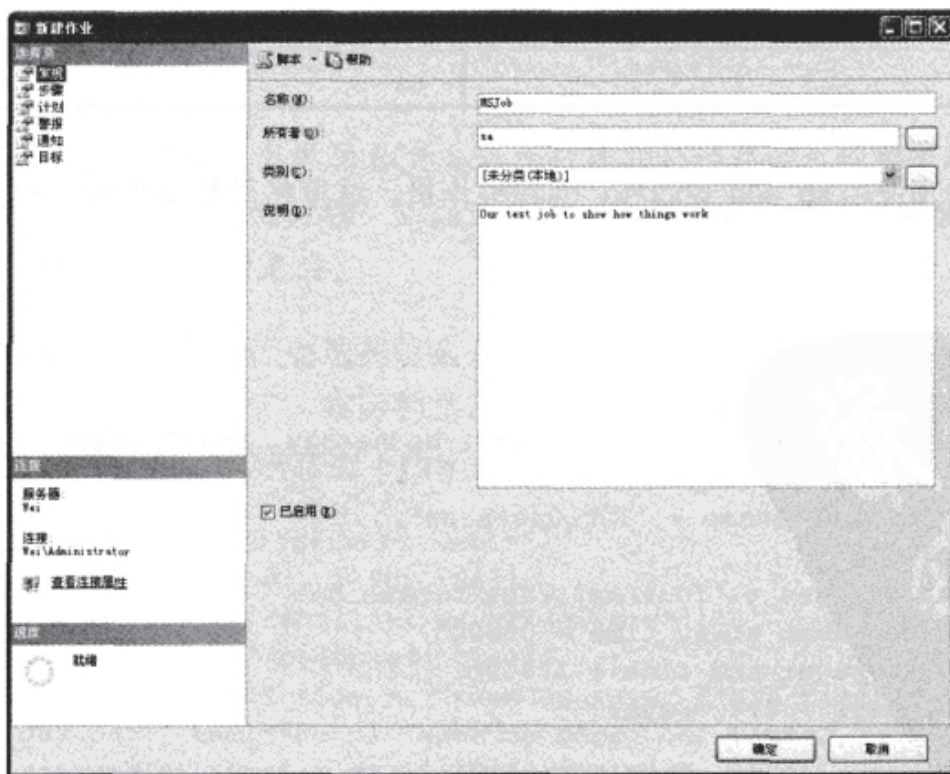 新建作业
选择页
常规
步骤
计划
警报
通知
目标
脚本 帮助
名称(N):
MSJob
所有者(O):
sa
...
类别(C):
[未分类(本地)]
...
说明(D):
Our test job to show how things work
已启用(E)
连接
服务器:
Wei
连接:
Wei\Administrator
查看连接属性
进度
就绪
确定
取消